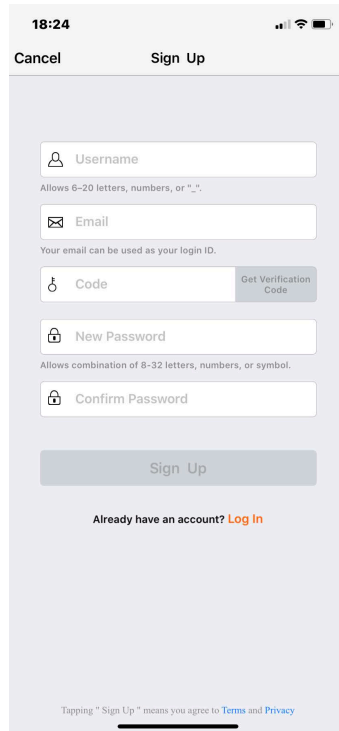 18:24
Cancel Sign Up
Username
Allows 6–20 letters, numbers, or "_".
Email
Your email can be used as your login ID.
Code Get Verification
Code
New Password
Allows combination of 8-32 letters, numbers, or symbol.
Confirm Password
Sign Up
Already have an account? Log In
Tapping " Sign Up " means you agree to Terms and Privacy